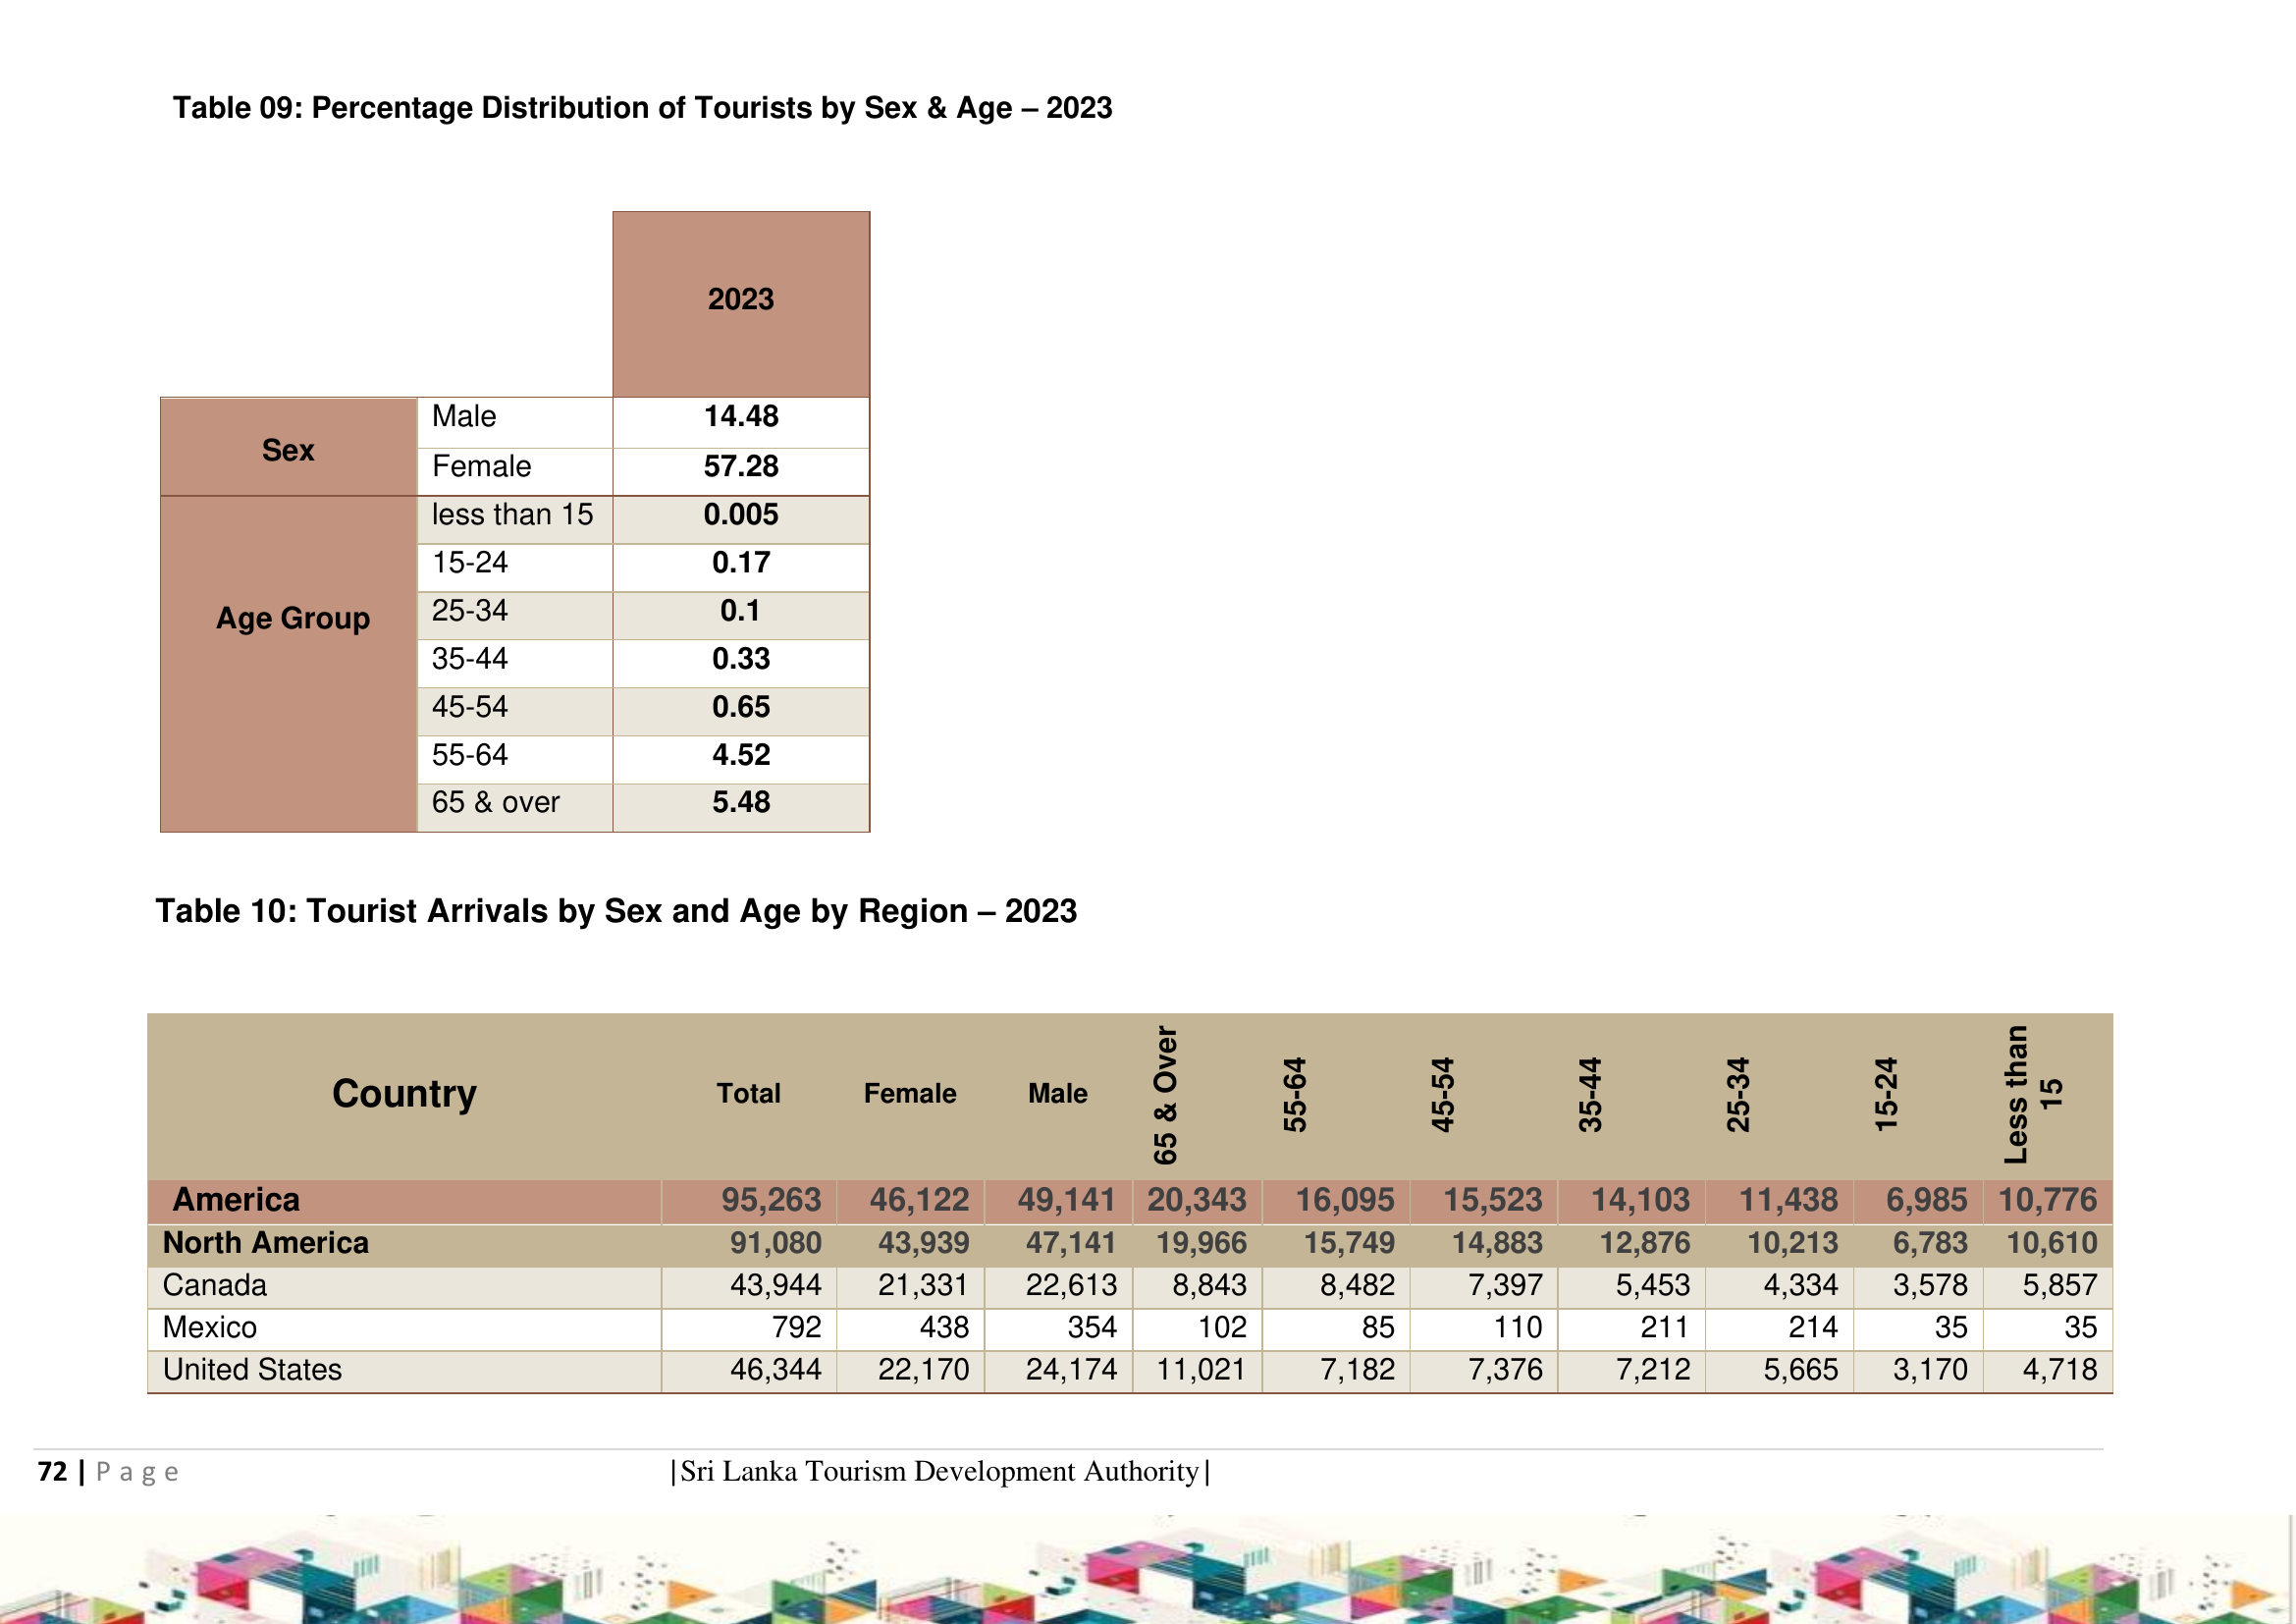 Table 09: Percentage Distribution of Tourists by Sex & Age – 2023
2023
Sex
Male 14.48
Female 57.28
Age Group
less than 15 0.005
15-24 0.17
25-34 0.1
35-44 0.33
45-54 0.65
55-64 4.52
65 & over 5.48
Table 10: Tourist Arrivals by Sex and Age by Region – 2023
Country Total Female Male 65 & Over 55-64 45-54 35-44 25-34 15-24 Less than 15
America 95,263 46,122 49,141 20,343 16,095 15,523 14,103 11,438 6,985 10,776
North America 91,080 43,939 47,141 19,966 15,749 14,883 12,876 10,213 6,783 10,610
Canada 43,944 21,331 22,613 8,843 8,482 7,397 5,453 4,334 3,578 5,857
Mexico 792 438 354 102 85 110 211 214 35 35
United States 46,344 22,170 24,174 11,021 7,182 7,376 7,212 5,665 3,170 4,718
72 | Page |Sri Lanka Tourism Development Authority|